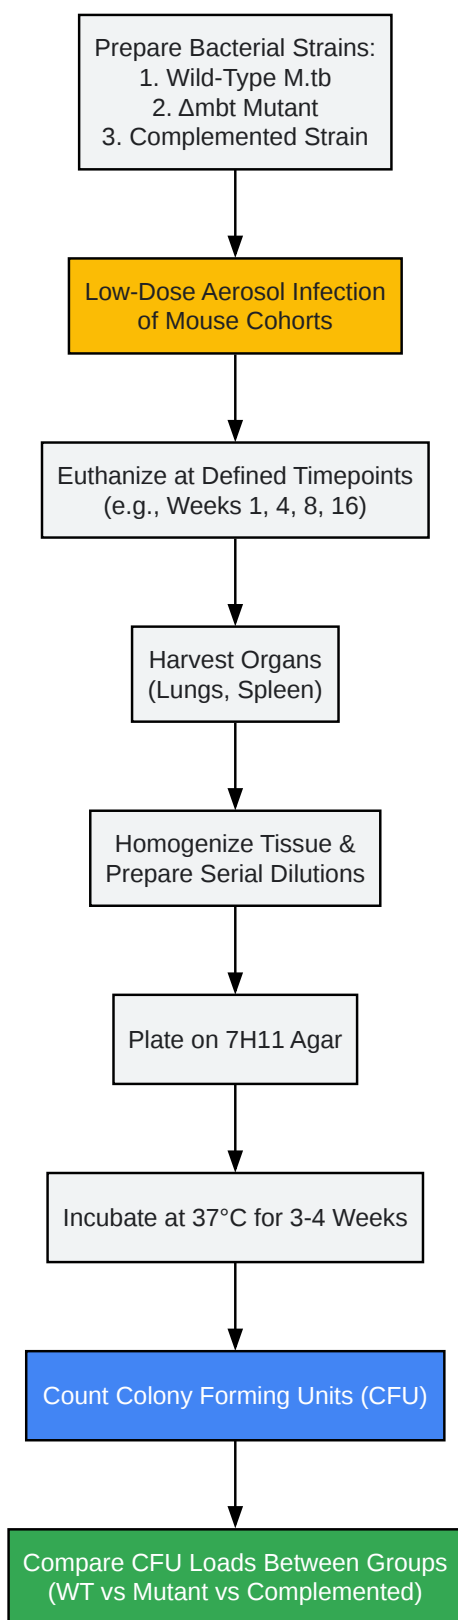 Prepare Bacterial Strains:
1. Wild-Type M.tb
2. Δmbt Mutant
3. Complemented Strain
Low-Dose Aerosol Infection
of Mouse Cohorts
Euthanize at Defined Timepoints
(e.g., Weeks 1, 4, 8, 16)
Harvest Organs
(Lungs, Spleen)
Homogenize Tissue &
Prepare Serial Dilutions
Plate on 7H11 Agar
Incubate at 37°C for 3-4 Weeks
Count Colony Forming Units (CFU)
Compare CFU Loads Between Groups
(WT vs Mutant vs Complemented)